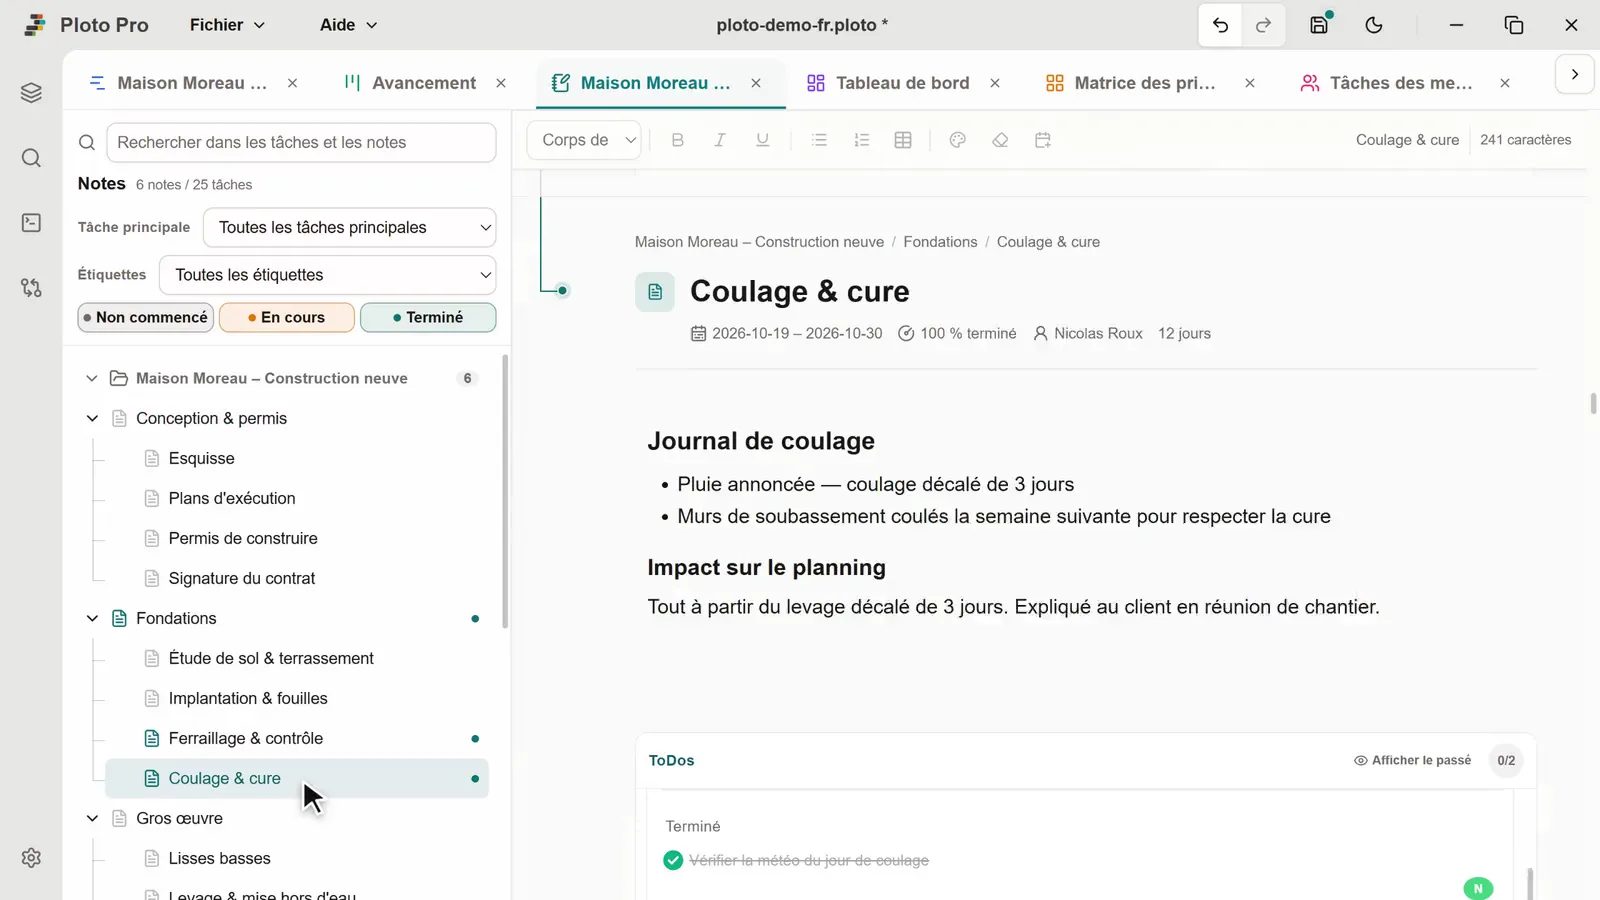 Ploto Pro
Fichier
Aide
ploto-demo-fr.ploto *
Maison Moreau ...
Avancement
Maison Moreau ...
Tableau de bord
Matrice des pri...
Tâches des me...
Rechercher dans les tâches et les notes
Notes 6 notes / 25 tâches
Tâche principale Toutes les tâches principales
Étiquettes Toutes les étiquettes
Non commencé
En cours
Terminé
Maison Moreau – Construction neuve 6
Conception & permis
Esquisse
Plans d'exécution
Permis de construire
Signature du contrat
Fondations
Étude de sol & terrassement
Implantation & fouilles
Ferraillage & contrôle
Coulage & cure
Gros œuvre
Lisses basses
Levage & mise hors d'eau
Corps de
B I U
Coulage & cure
241 caractères
Maison Moreau – Construction neuve / Fondations / Coulage & cure
Coulage & cure
2026-10-19 – 2026-10-30 100 % terminé Nicolas Roux 12 jours
Journal de coulage
• Pluie annoncée — coulage décalé de 3 jours
• Murs de soubassement coulés la semaine suivante pour respecter la cure
Impact sur le planning
Tout à partir du levage décalé de 3 jours. Expliqué au client en réunion de chantier.
ToDos
Afficher le passé
0/2
Terminé
Vérifier la météo du jour de coulage
N